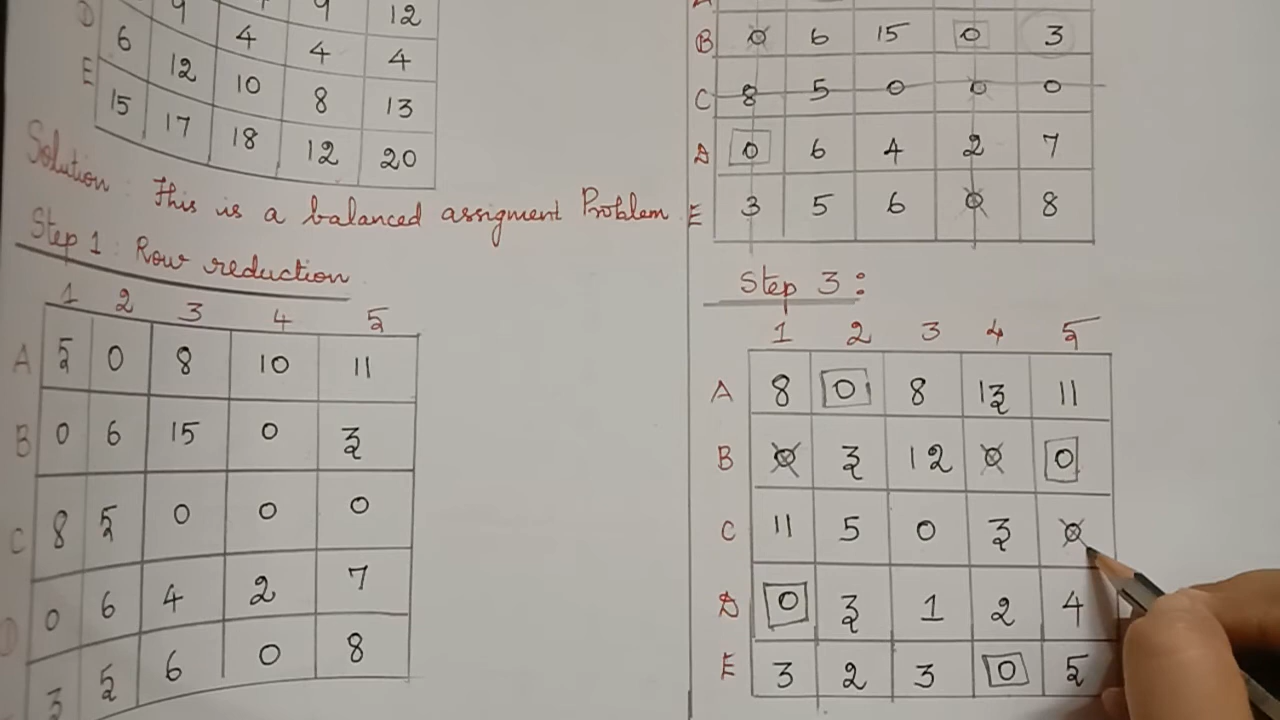 9 9 12
D 6 4 4 4
E 12 10 8 13
15 17 18 12 20
Solution: This is a balanced assigment Problem
Step 1: Row reduction
1 2 3 4 5
A 5 0 8 10 11
B 0 6 15 0 3
C 8 5 0 0 0
D 0 6 4 2 7
3 5 6 0 8
B 0 6 15 0 3
C 8 5 0 0 0
D 0 6 4 2 7
E 3 5 6 0 8
Step 3:
1 2 3 4 5
A 8 0 8 13 11
B 0 3 12 0 0
C 11 5 0 3 0
D 0 3 1 2 4
E 3 2 3 0 5